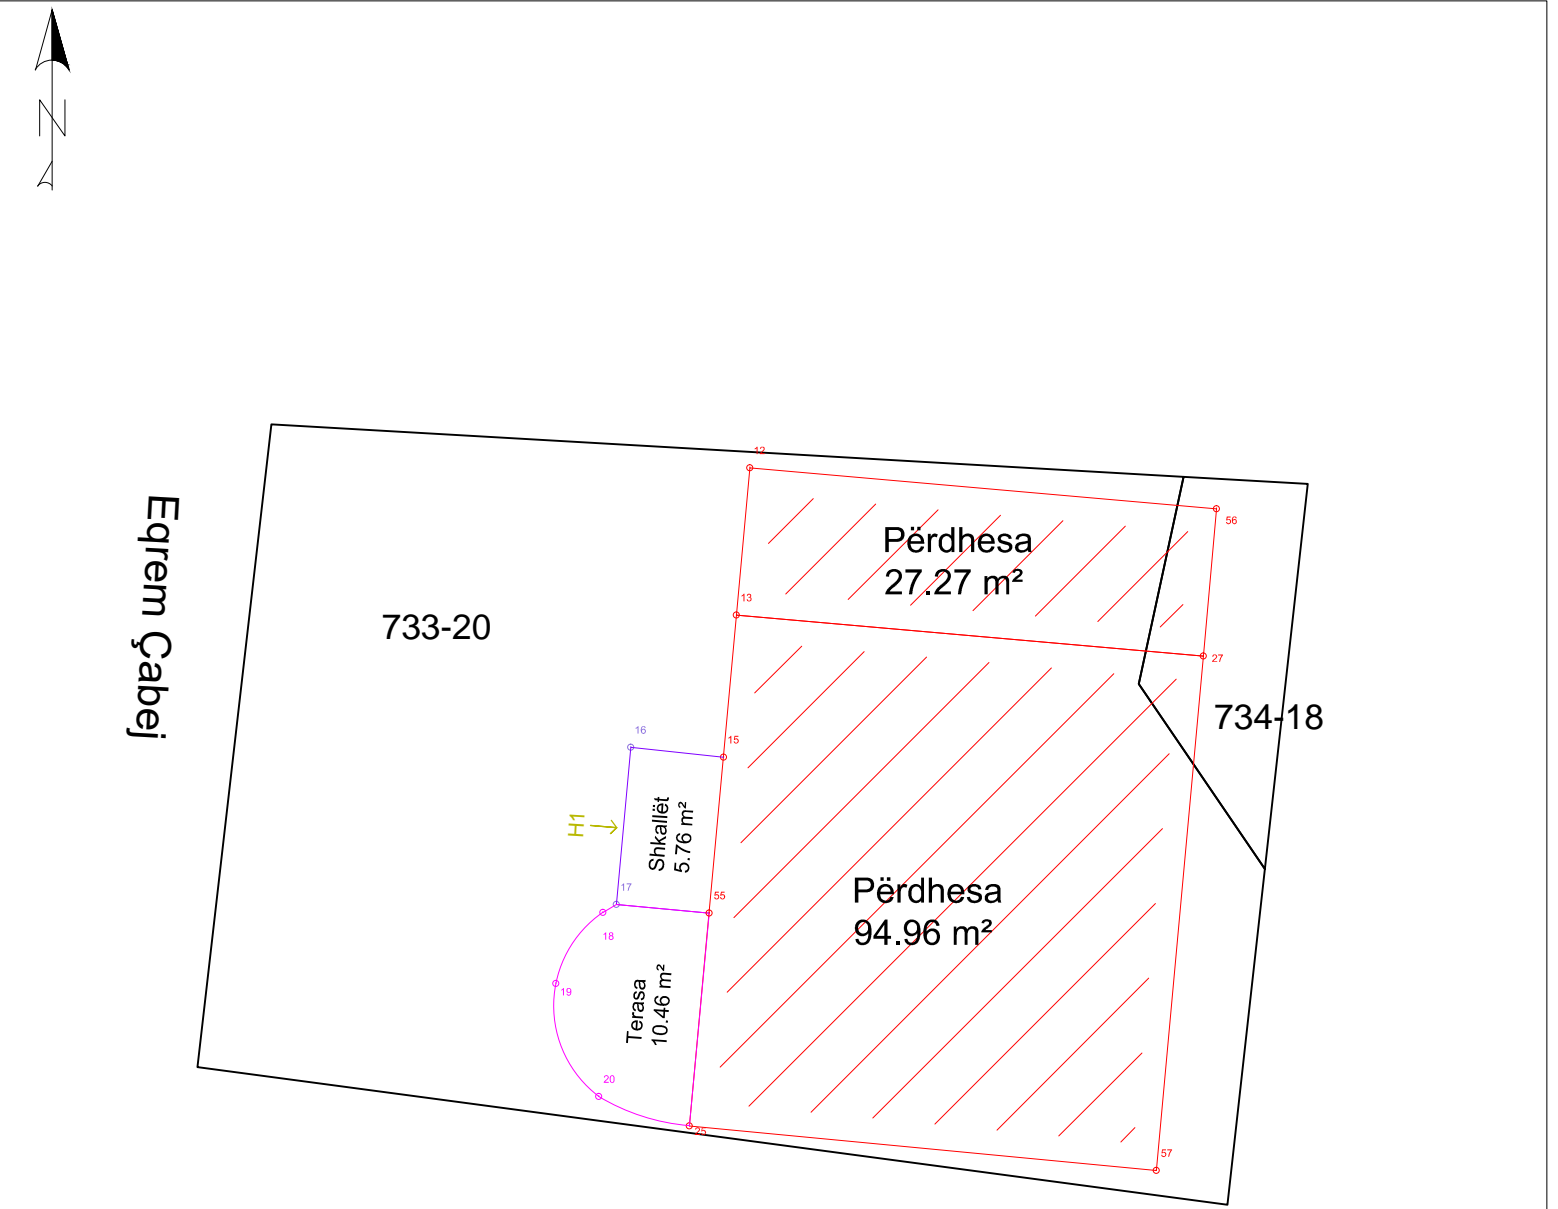 N
12
56
Përdhesa
27.27 m²
Eqrem Çabej
733-20
13
27
734-18
16
15
H1
Shkallët
5.76 m²
17
55
Përdhesa
94.96 m²
18
19
Terasa
10.46 m²
20
25
57